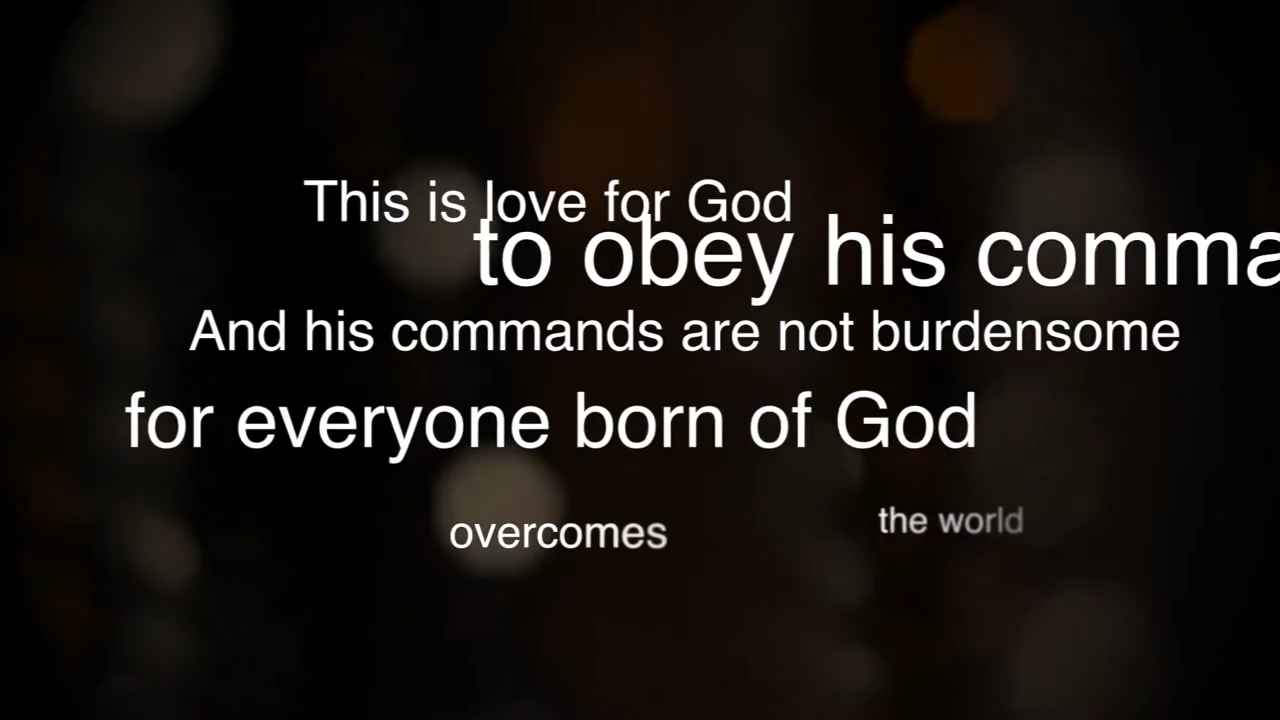 This is love for God
to obey his comma
And his commands are not burdensome
for everyone born of God
overcomes the world